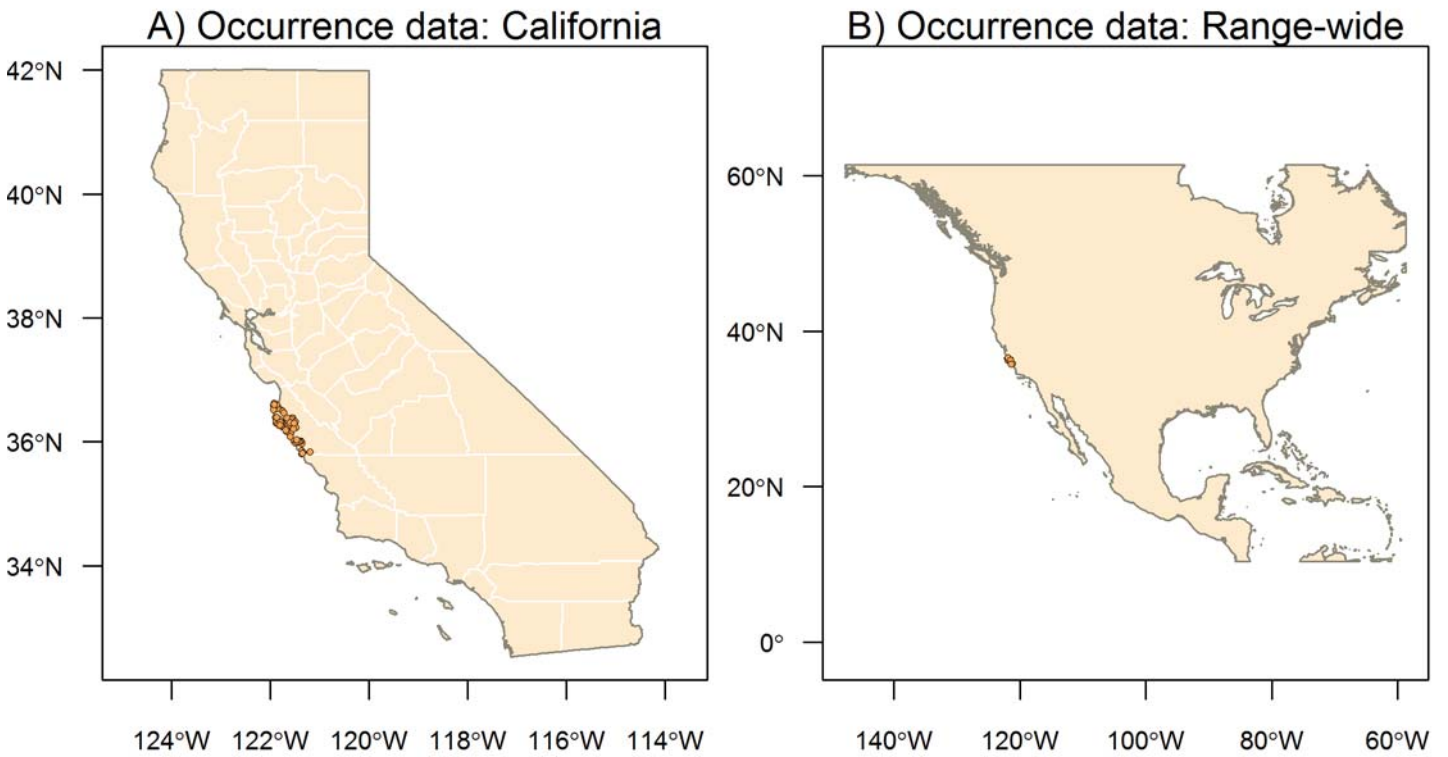 A) Occurrence data: California
42°N
40°N
38°N
36°N
34°N
124°W 122°W 120°W 118°W 116°W 114°W
B) Occurrence data: Range-wide
60°N
40°N
20°N
0°
140°W 120°W 100°W 80°W 60°W